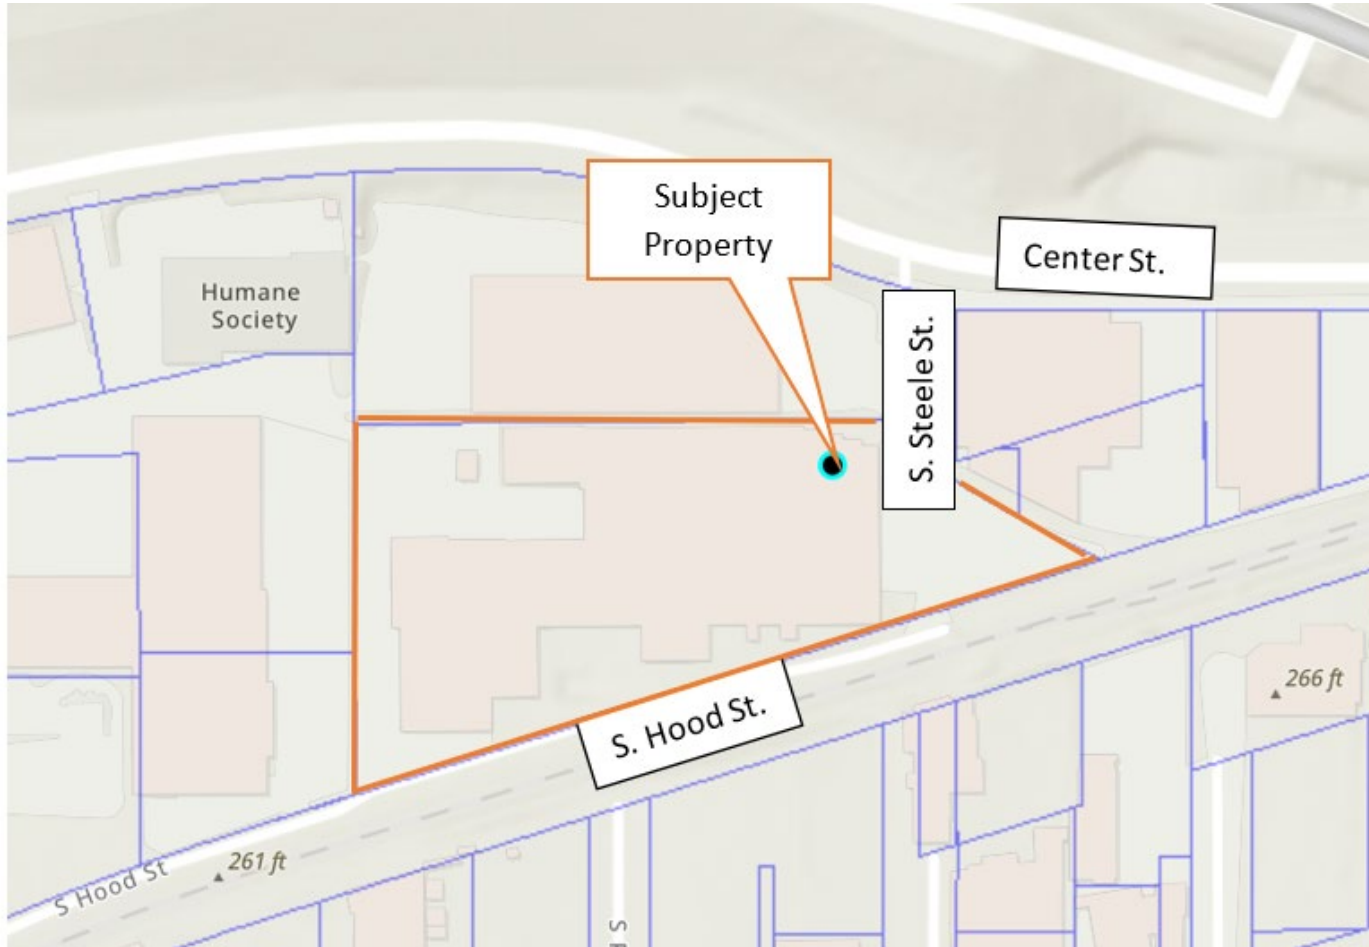 Subject
Property
Center St.
Humane
Society
S. Steele St.
266 ft
S. Hood St.
261 ft
S Hood St